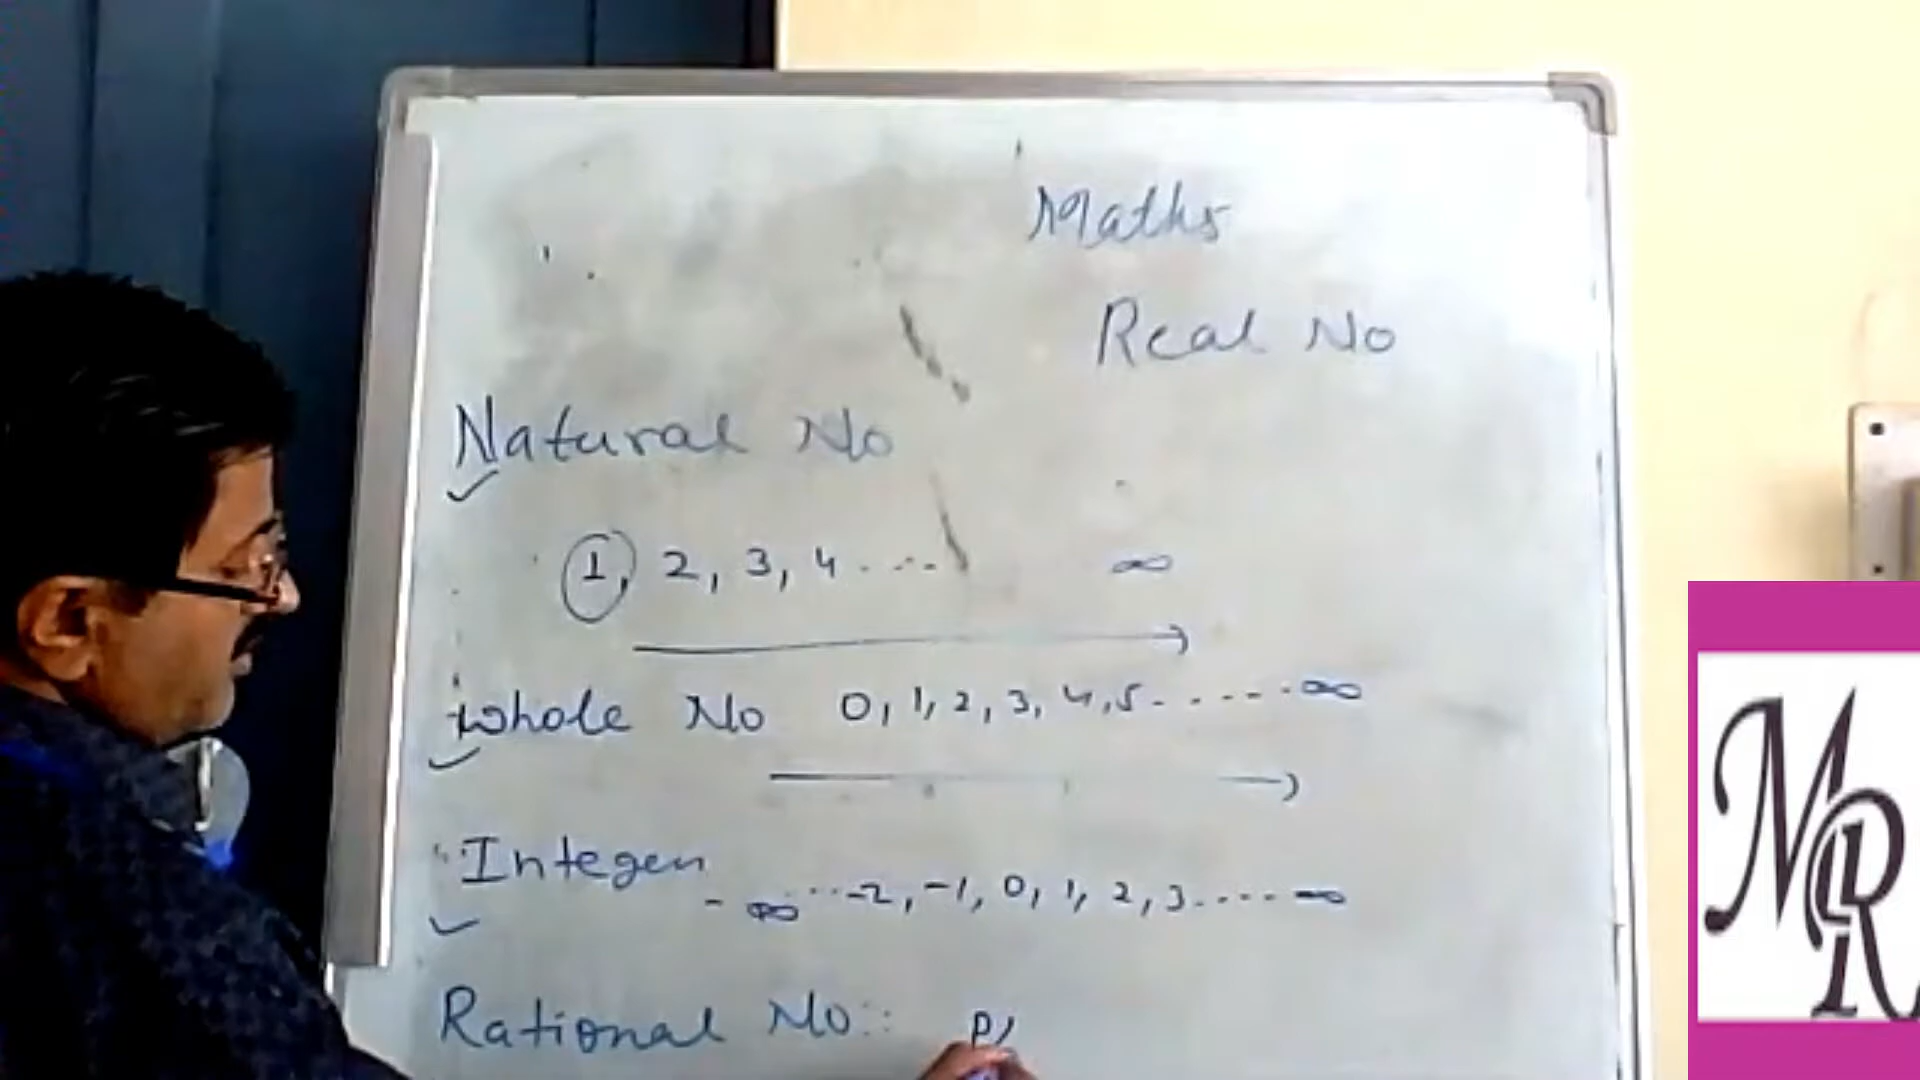 Maths
Real No
Natural No
1, 2, 3, 4 ..... ∞
whole No 0, 1, 2, 3, 4, 5 - - - - - ∞
Integer - ∞ ... -2, -1, 0, 1, 2, 3 .... ∞
Rational No :: P/
MR